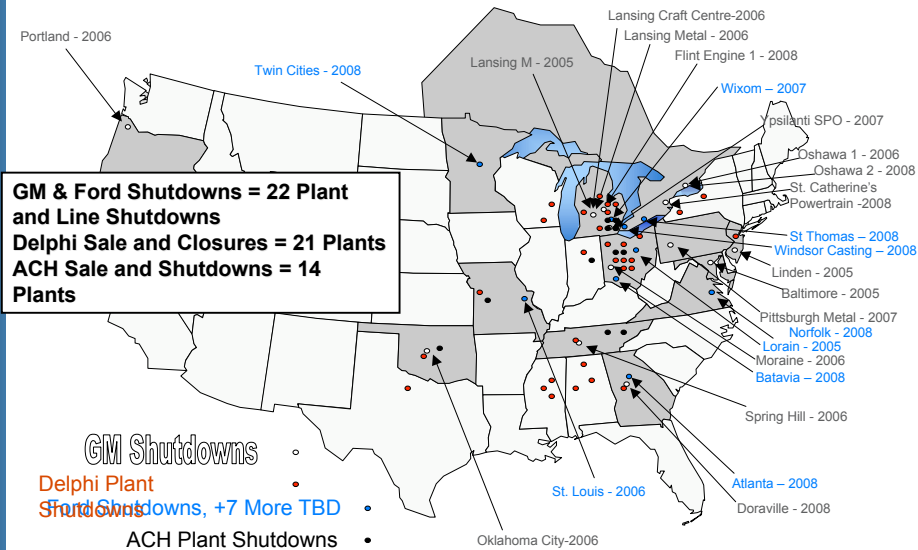 Lansing Craft Centre-2006
Portland - 2006
Lansing Metal - 2006
Flint Engine 1 - 2008
Lansing M - 2005
Twin Cities - 2008
Wixom – 2007
Ypsilanti SPO - 2007
Oshawa 1 - 2006
Oshawa 2 - 2008
St. Catherine’s
Powertrain -2008
GM & Ford Shutdowns = 22 Plant
and Line Shutdowns
Delphi Sale and Closures = 21 Plants
ACH Sale and Shutdowns = 14
Plants
St Thomas – 2008
Windsor Casting – 2008
Linden - 2005
Baltimore - 2005
Pittsburgh Metal - 2007
Norfolk - 2008
Lorain - 2005
Moraine - 2006
Batavia – 2008
Spring Hill - 2006
GM Shutdowns
Delphi Plant
Shutdowns
Ford Shutdowns, +7 More TBD
ACH Plant Shutdowns
St. Louis - 2006
Atlanta – 2008
Doraville - 2008
Oklahoma City-2006